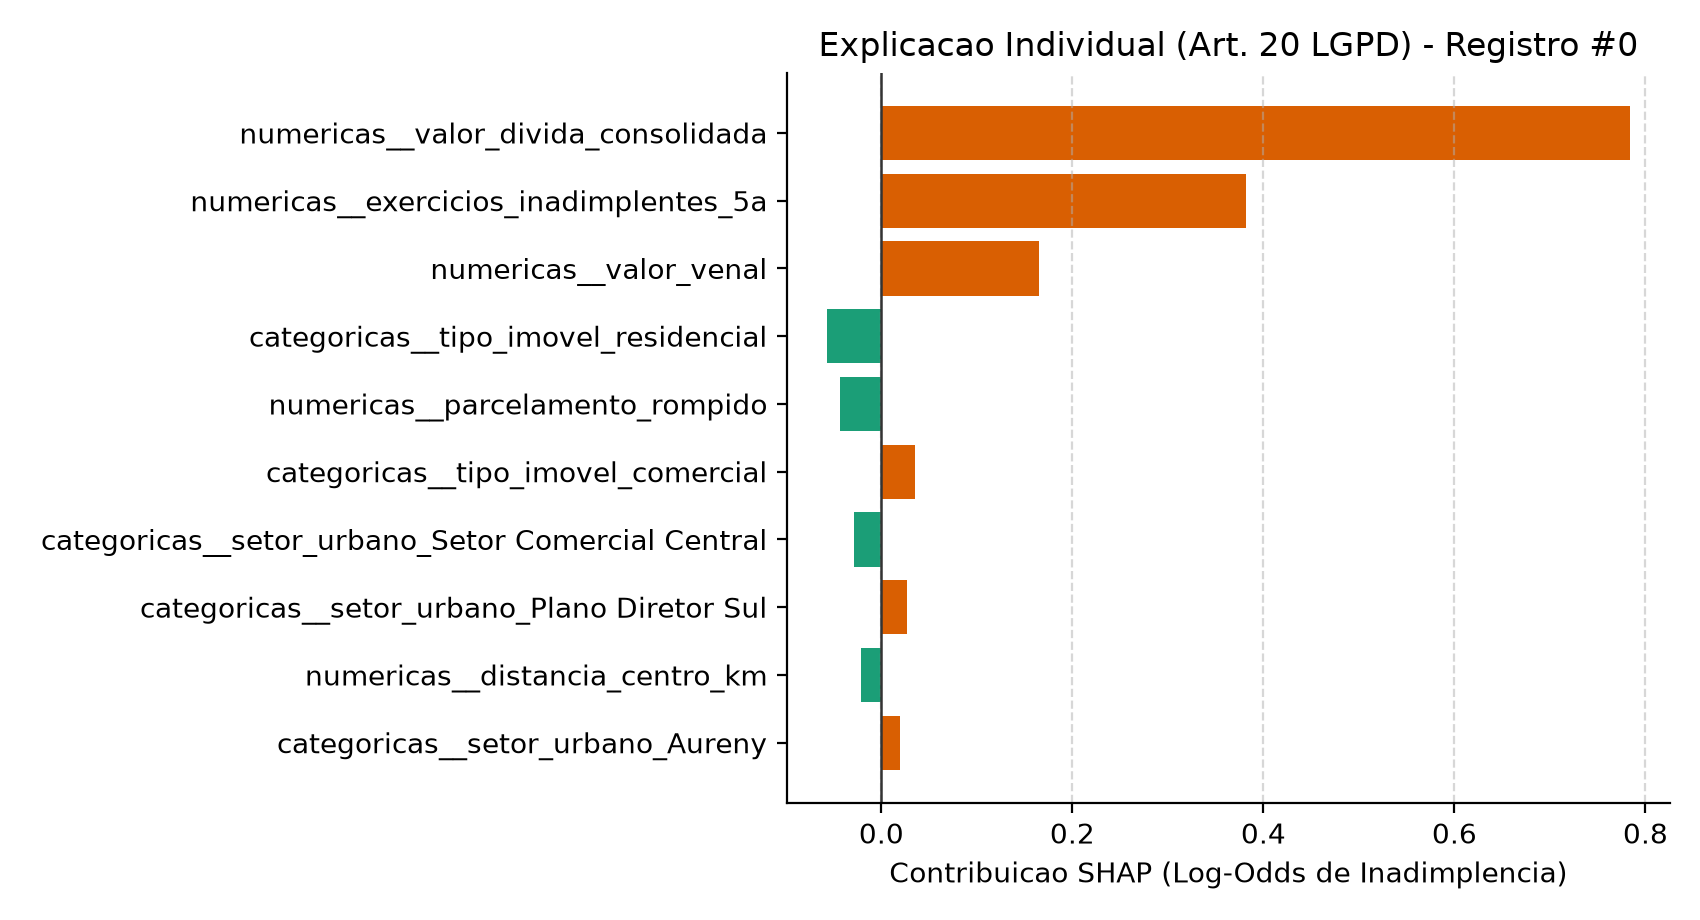 Explicacao Individual (Art. 20 LGPD) - Registro #0
numericas__valor_divida_consolidada
numericas__exercicios_inadimplentes_5a
numericas__valor_venal
categoricas__tipo_imovel_residencial
numericas__parcelamento_rompido
categoricas__tipo_imovel_comercial
categoricas__setor_urbano_Setor Comercial Central
categoricas__setor_urbano_Plano Diretor Sul
numericas__distancia_centro_km
categoricas__setor_urbano_Aureny
0.0 0.2 0.4 0.6 0.8
Contribuicao SHAP (Log-Odds de Inadimplencia)